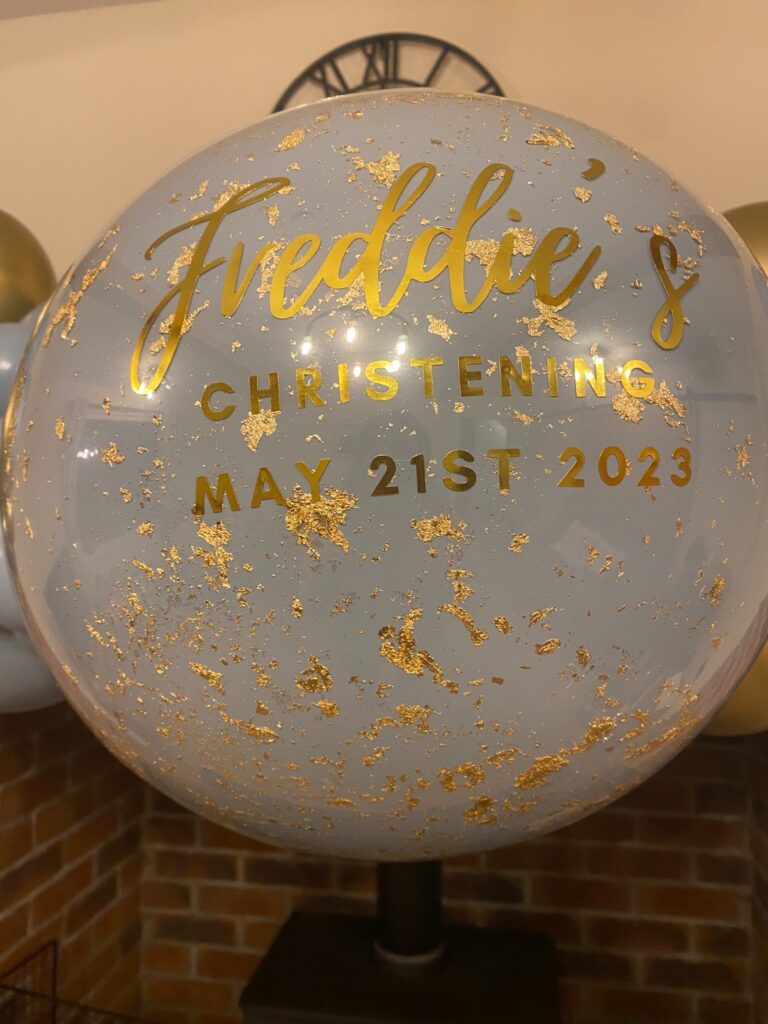 Freddie's
CHRISTENING
MAY 21ST 2023